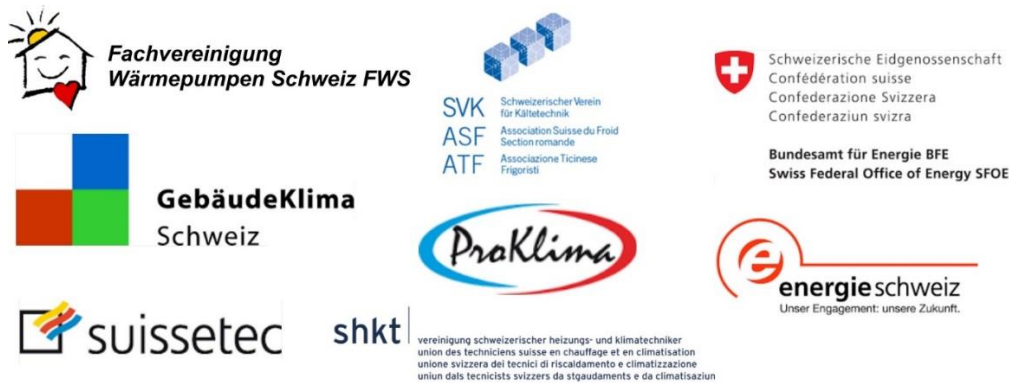 Fachvereinigung
Wärmepumpen Schweiz FWS
SVK Schweizerischer Verein
für Kältetechnik
ASF Association Suisse du Froid
Section romande
ATF Associazione Ticinese
Frigoristi
Schweizerische Eidgenossenschaft
Confédération suisse
Confederazione Svizzera
Confederaziun svizra
Bundesamt für Energie BFE
Swiss Federal Office of Energy SFOE
GebäudeKlima
Schweiz
ProKlima
e
energieschweiz
Unser Engagement: unsere Zukunft.
suissetec
shkt
vereinigung schweizerischer heizungs- und klimatechniker
union des techniciens suisse en chauffage et en climatisation
unione svizzera dei tecnici di riscaldamento e climatizzazione
uniun dals tecnicists svizzers da stgaudaments e da climatisaziun